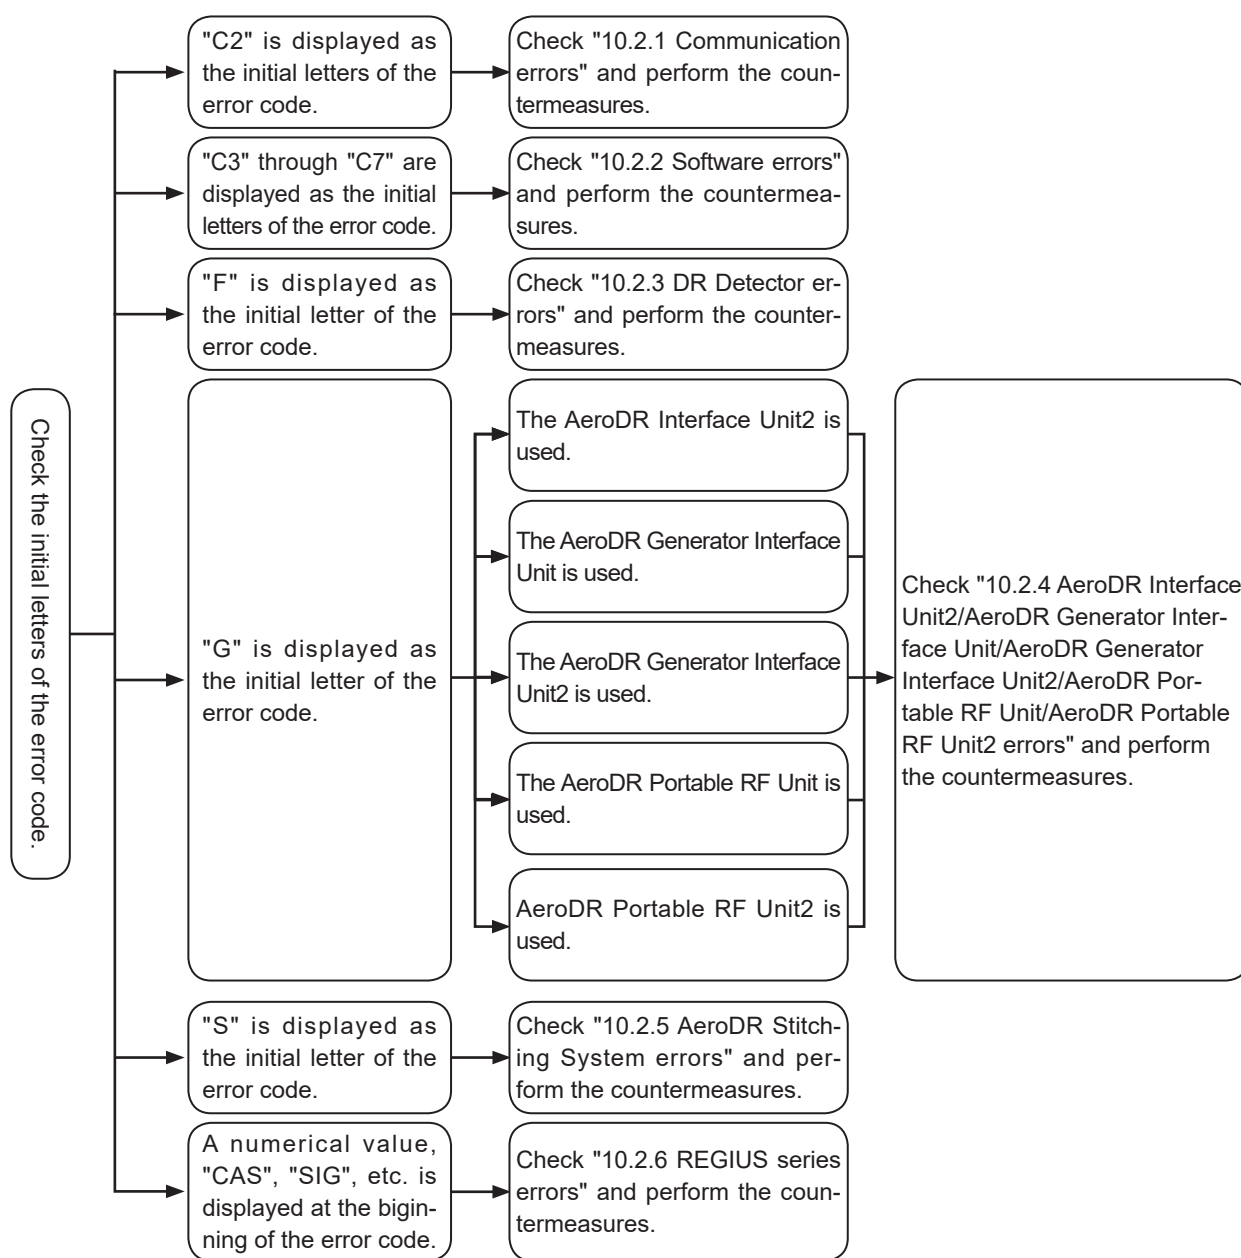 Check the initial letters of the error code.
"C2" is displayed as
the initial letters of the
error code.
Check "10.2.1 Communication
errors" and perform the coun-
termeasures.
"C3" through "C7" are
displayed as the initial
letters of the error code.
Check "10.2.2 Software errors"
and perform the countermea-
sures.
"F" is displayed as
the initial letter of the
error code.
Check "10.2.3 DR Detector er-
rors" and perform the counter-
measures.
"G" is displayed as
the initial letter of the
error code.
The AeroDR Interface Unit2 is
used.
The AeroDR Generator Interface
Unit is used.
The AeroDR Generator Interface
Unit2 is used.
The AeroDR Portable RF Unit is
used.
AeroDR Portable RF Unit2 is
used.
Check "10.2.4 AeroDR Interface
Unit2/AeroDR Generator Inter-
face Unit/AeroDR Generator
Interface Unit2/AeroDR Por-
table RF Unit/AeroDR Portable
RF Unit2 errors" and perform
the countermeasures.
"S" is displayed as
the initial letter of the
error code.
Check "10.2.5 AeroDR Stitch-
ing System errors" and per-
form the countermeasures.
A numerical value,
"CAS", "SIG", etc. is
displayed at the bigin-
ning of the error code.
Check "10.2.6 REGIUS series
errors" and perform the coun-
termeasures.